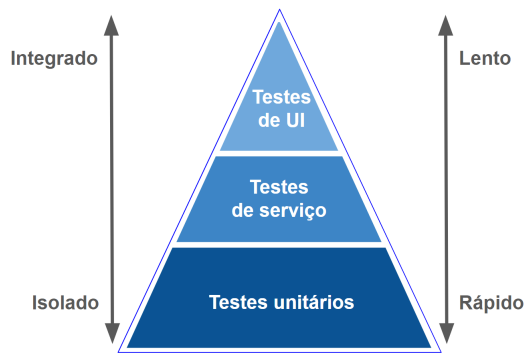 Integrado
Lento
Testes
de UI
Testes
de serviço
Isolado
Testes unitários
Rápido